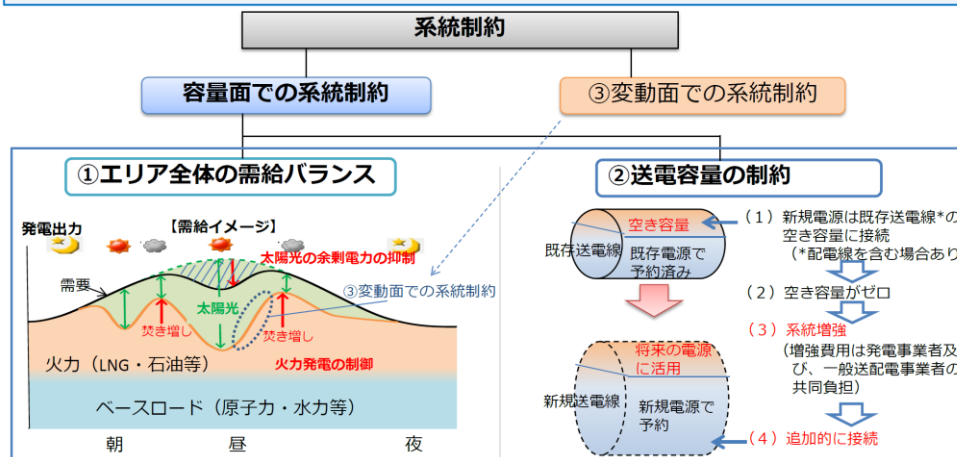 系統制約
容量面での系統制約
③変動面での系統制約
①エリア全体の需給バランス
発電出力
【需給イメージ】
太陽光の余剰電力の抑制
需要
③変動面での系統制約
太陽光
焚き増し
焚き増し
火力（LNG・石油等）
火力発電の制御
ベースロード（原子力・水力等）
朝
昼
夜
②送電容量の制約
空き容量
既存送電線
既存電源で
予約済み
将来の電源
に活用
新規送電線
新規電源で
予約
（１）新規電源は既存送電線*の
空き容量に接続
（*配電線を含む場合あり
（２）空き容量がゼロ
（３）系統増強
（増強費用は発電事業者及
び、一般送配電事業者の
共同負担）
（４）追加的に接続